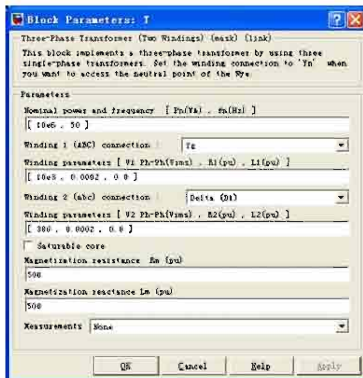 Block Parameters: T
Three-Phase Transformer (Two Windings) (mask) (link)
This block implements a three-phase transformer by using three
single-phase transformers. Set the winding connection to 'Yn' when
you want to access the neutral point of the Wye.
Parameters
Nominal power and frequency [ Pn(VA) , fn(Hz) ]
[ 10e6 , 50 ]
Winding 1 (ABC) connection :
Winding parameters [ V1 Ph-Ph(Vrms) , R1(pu) , L1(pu) ]
[ 10e3 , 0.0002 , 0.0 ]
Winding 2 (abc) connection : Delta (D1)
Winding parameters [ V2 Ph-Ph(Vrms) , R2(pu) , L2(pu) ]
[ 380 , 0.0002 , 0.0 ]
Saturable core
Magnetization resistance Rm (pu)
500
Magnetization reactance Lm (pu)
500
Measurements None
OK Cancel Help Apply